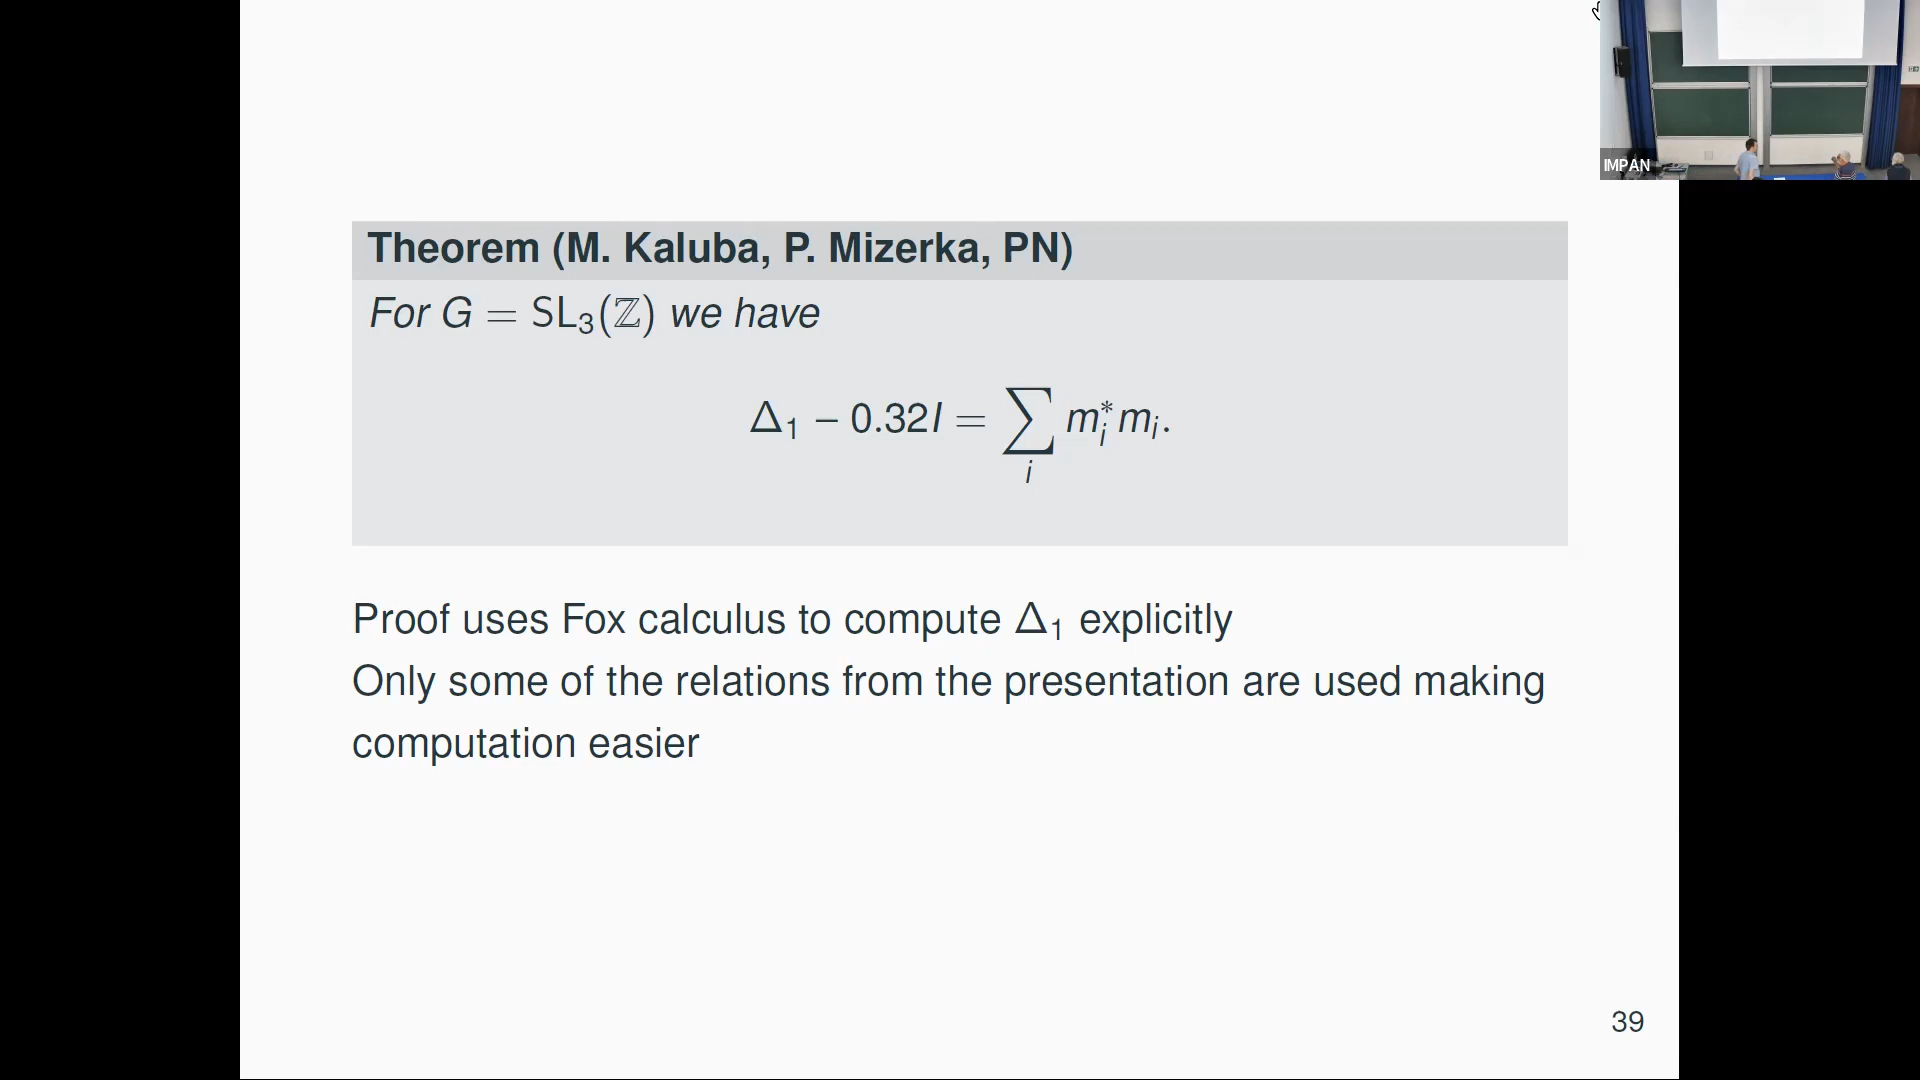 IMPAN
Theorem (M. Kaluba, P. Mizerka, PN)
For G = SL₃(ℤ) we have
Δ₁ – 0.32I = ∑ᵢ mᵢ* mᵢ.
Proof uses Fox calculus to compute Δ₁ explicitly
Only some of the relations from the presentation are used making
computation easier
39